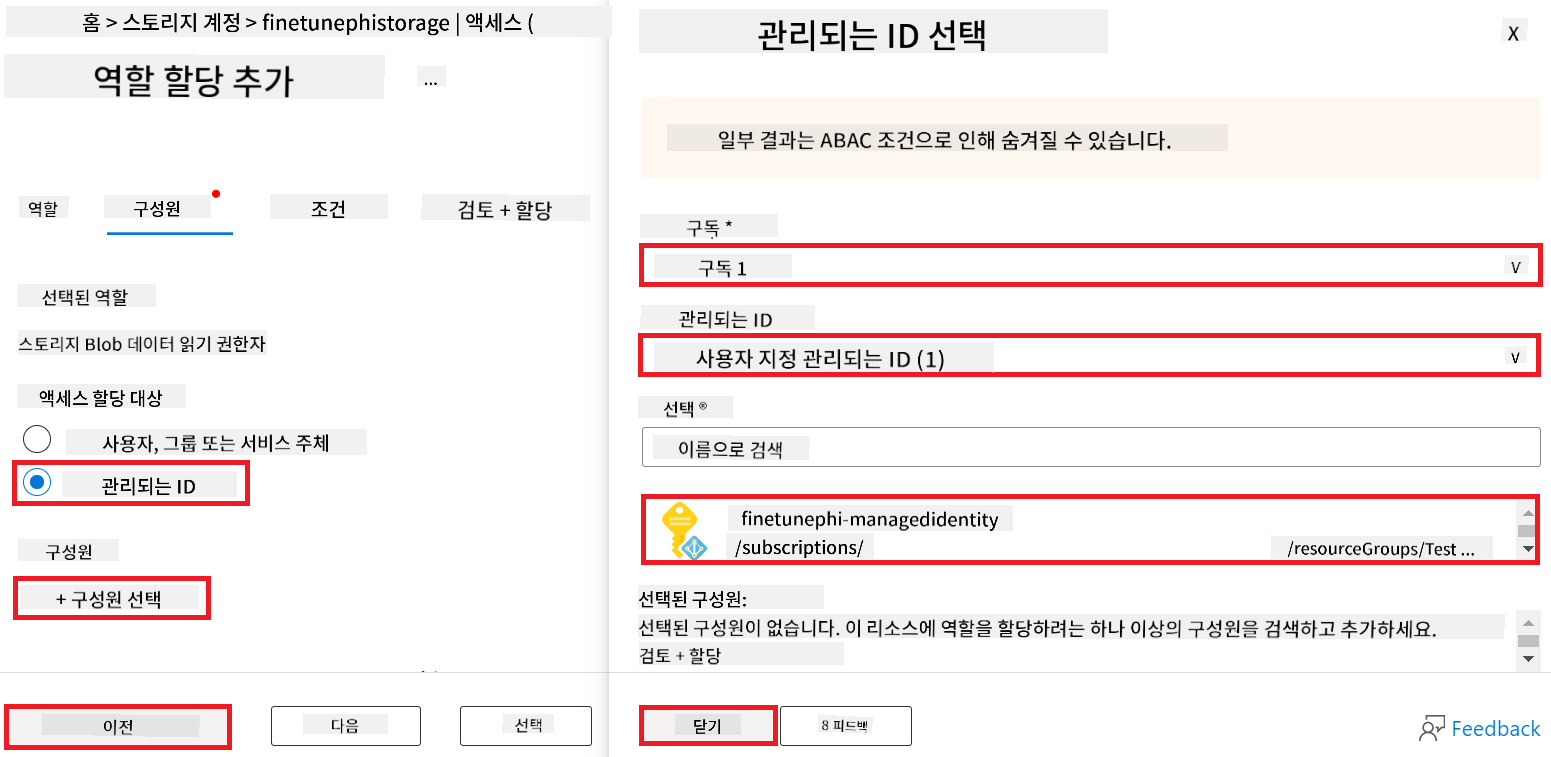 홈 > 스토리지 계정 > finetunephistorage | 액세스 (
역할 할당 추가
...
역할
구성원
조건
검토 + 할당
선택된 역할
스토리지 Blob 데이터 읽기 권한자
액세스 할당 대상
사용자, 그룹 또는 서비스 주체
관리되는 ID
구성원
+ 구성원 선택
이전
다음
선택
관리되는 ID 선택
X
일부 결과는 ABAC 조건으로 인해 숨겨질 수 있습니다.
구독 *
구독 1
V
관리되는 ID
사용자 지정 관리되는 ID (1)
V
선택 ®
이름으로 검색
finetunephi-managedidentity
/subscriptions/
/resourceGroups/Test ...
선택된 구성원:
선택된 구성원이 없습니다. 이 리소스에 역할을 할당하려는 하나 이상의 구성원을 검색하고 추가하세요.
검토 + 할당
닫기
8 피드백
Feedback